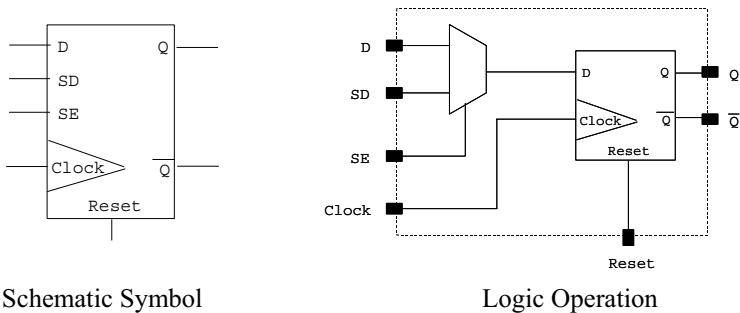 D Q
SD
SE
Clock Q
Reset
Schematic Symbol
D
SD
SE
Clock
D Q
Clock Q
Reset
Q
Q
Reset
Logic Operation